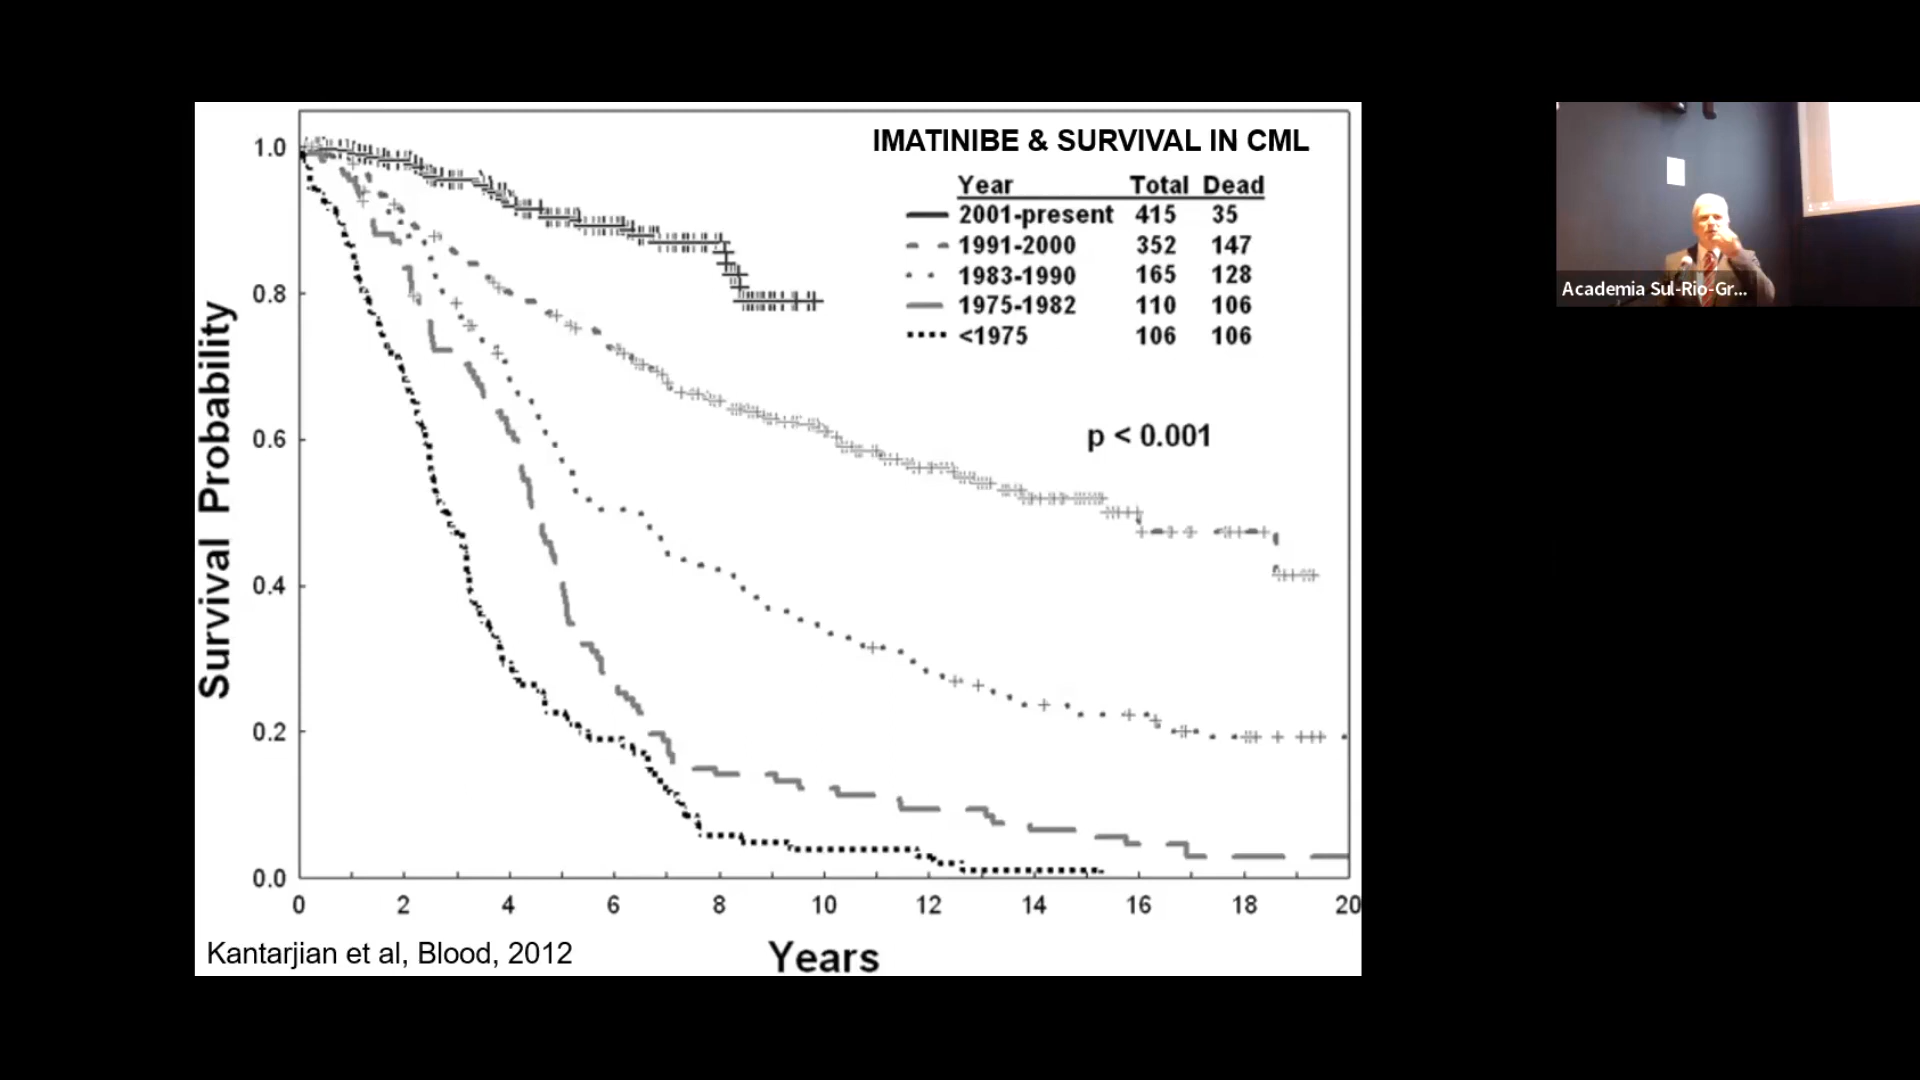 IMATINIBE & SURVIVAL IN CML
Year Total Dead
2001-present 415 35
1991-2000 352 147
1983-1990 165 128
1975-1982 110 106
<1975 106 106
p < 0.001
Survival Probability
1.0
0.8
0.6
0.4
0.2
0.0
0 2 4 6 8 10 12 14 16 18 20
Years
Kantarjian et al, Blood, 2012
Academia Sul-Rio-Gr...